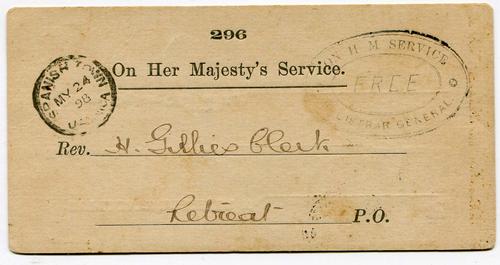 296
On Her Majesty's Service.
SPANISH TOWN JA
MY 24
98
ON H M SERVICE
FREE
REGISTRAR GENERAL
Rev. H. Gillies Clerk
Retreat P.O.